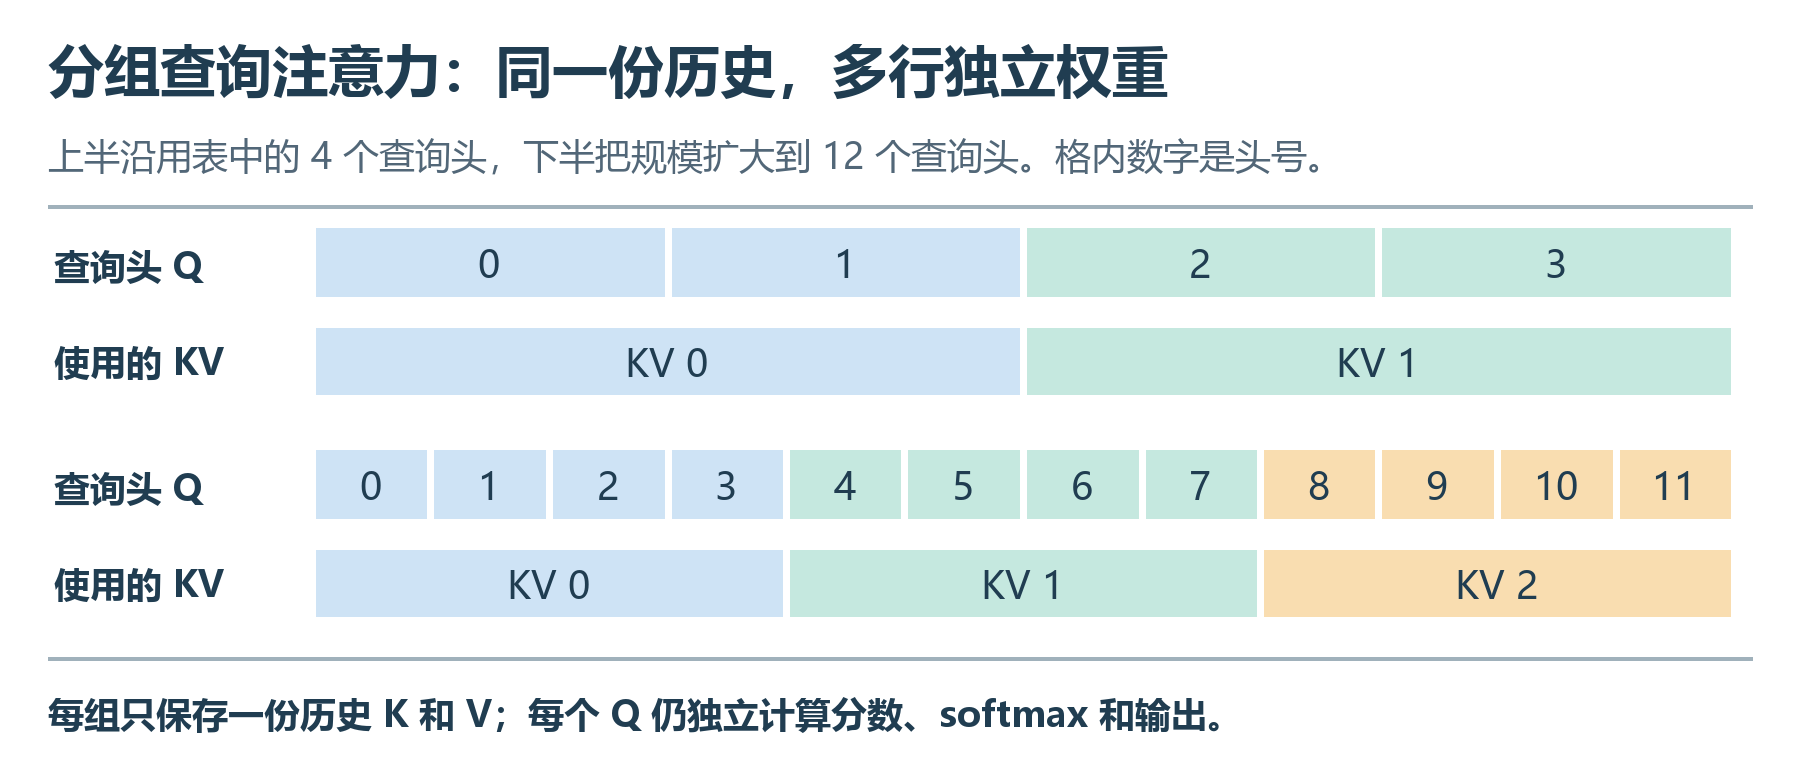 分组查询注意力：同一份历史，多行独立权重
上半沿用表中的 4 个查询头，下半把规模扩大到 12 个查询头。格内数字是头号。
查询头 Q 0 1 2 3
使用的 KV KV 0 KV 1
查询头 Q 0 1 2 3 4 5 6 7 8 9 10 11
使用的 KV KV 0 KV 1 KV 2
每组只保存一份历史 K 和 V；每个 Q 仍独立计算分数、softmax 和输出。